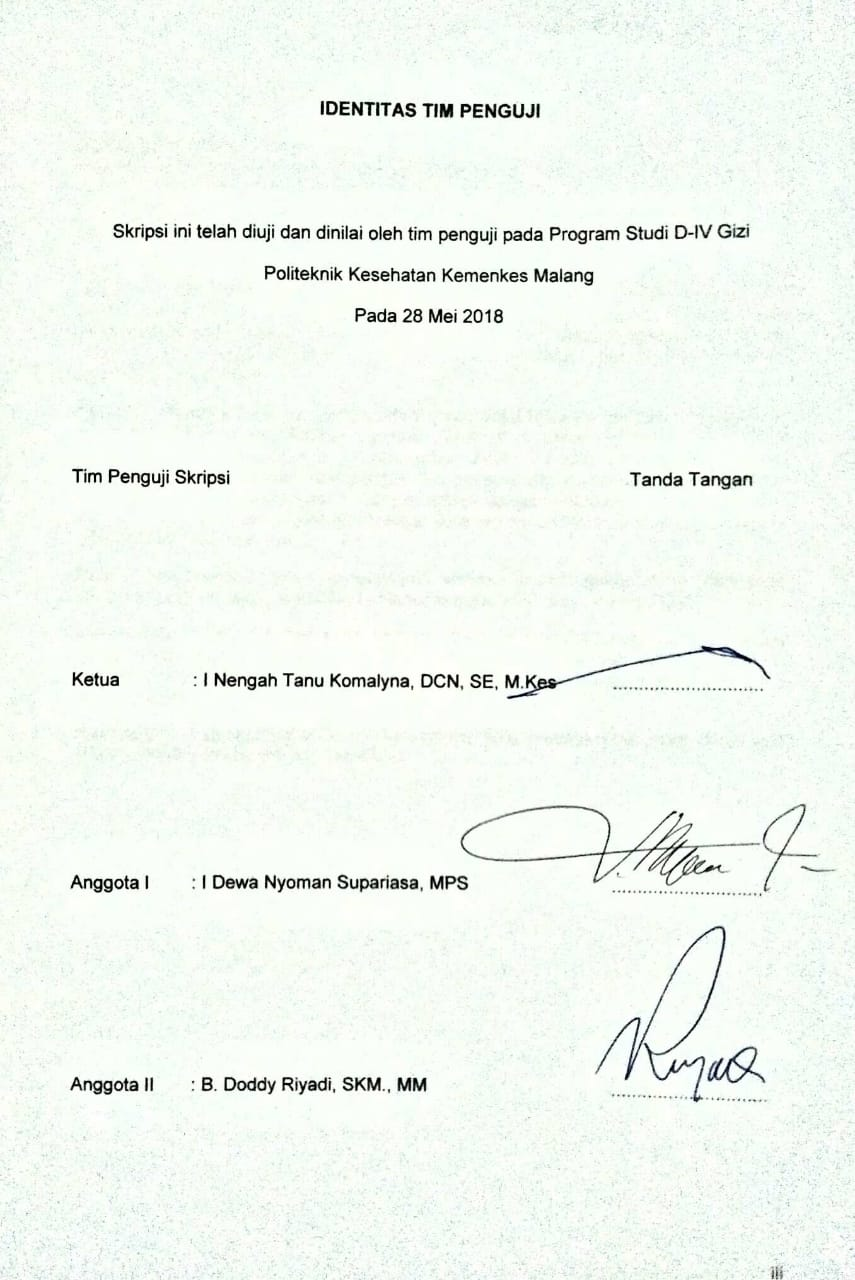 IDENTITAS TIM PENGUJI
Skripsi ini telah diuji dan dinilai oleh tim penguji pada Program Studi D-IV Gizi
Politeknik Kesehatan Kemenkes Malang
Pada 28 Mei 2018
Tim Penguji Skripsi Tanda Tangan
Ketua : I Nengah Tanu Komalyna, DCN, SE, M.Kes
Anggota I : I Dewa Nyoman Supariasa, MPS
Anggota II : B. Doddy Riyadi, SKM., MM
iii